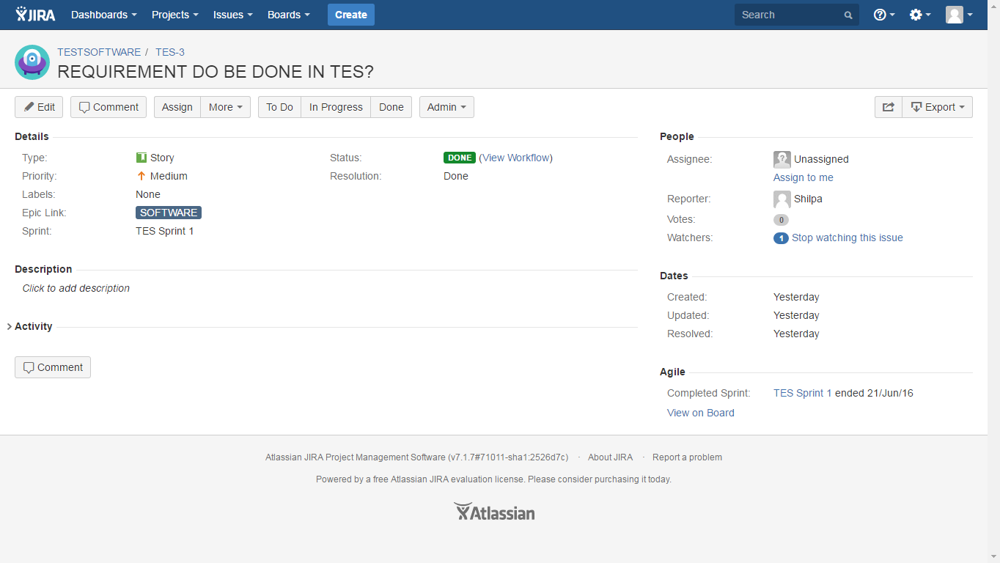 JIRA Dashboards Projects Issues Boards Create Search
TESTSOFTWARE / TES-3
REQUIREMENT DO BE DONE IN TES?
Edit Comment Assign More To Do In Progress Done Admin Export
Details
Type: Story Status: DONE (View Workflow)
Priority: Medium Resolution: Done
Labels: None
Epic Link: SOFTWARE
Sprint: TES Sprint 1
Description
Click to add description
Activity
Comment
People
Assignee: Unassigned
Assign to me
Reporter: Shilpa
Votes: 0
Watchers: 1 Stop watching this issue
Dates
Created: Yesterday
Updated: Yesterday
Resolved: Yesterday
Agile
Completed Sprint: TES Sprint 1 ended 21/Jun/16
View on Board
Atlassian JIRA Project Management Software (v7.1.7#71011-sha1:2526d7c) · About JIRA · Report a problem
Powered by a free Atlassian JIRA evaluation license. Please consider purchasing it today.
Atlassian